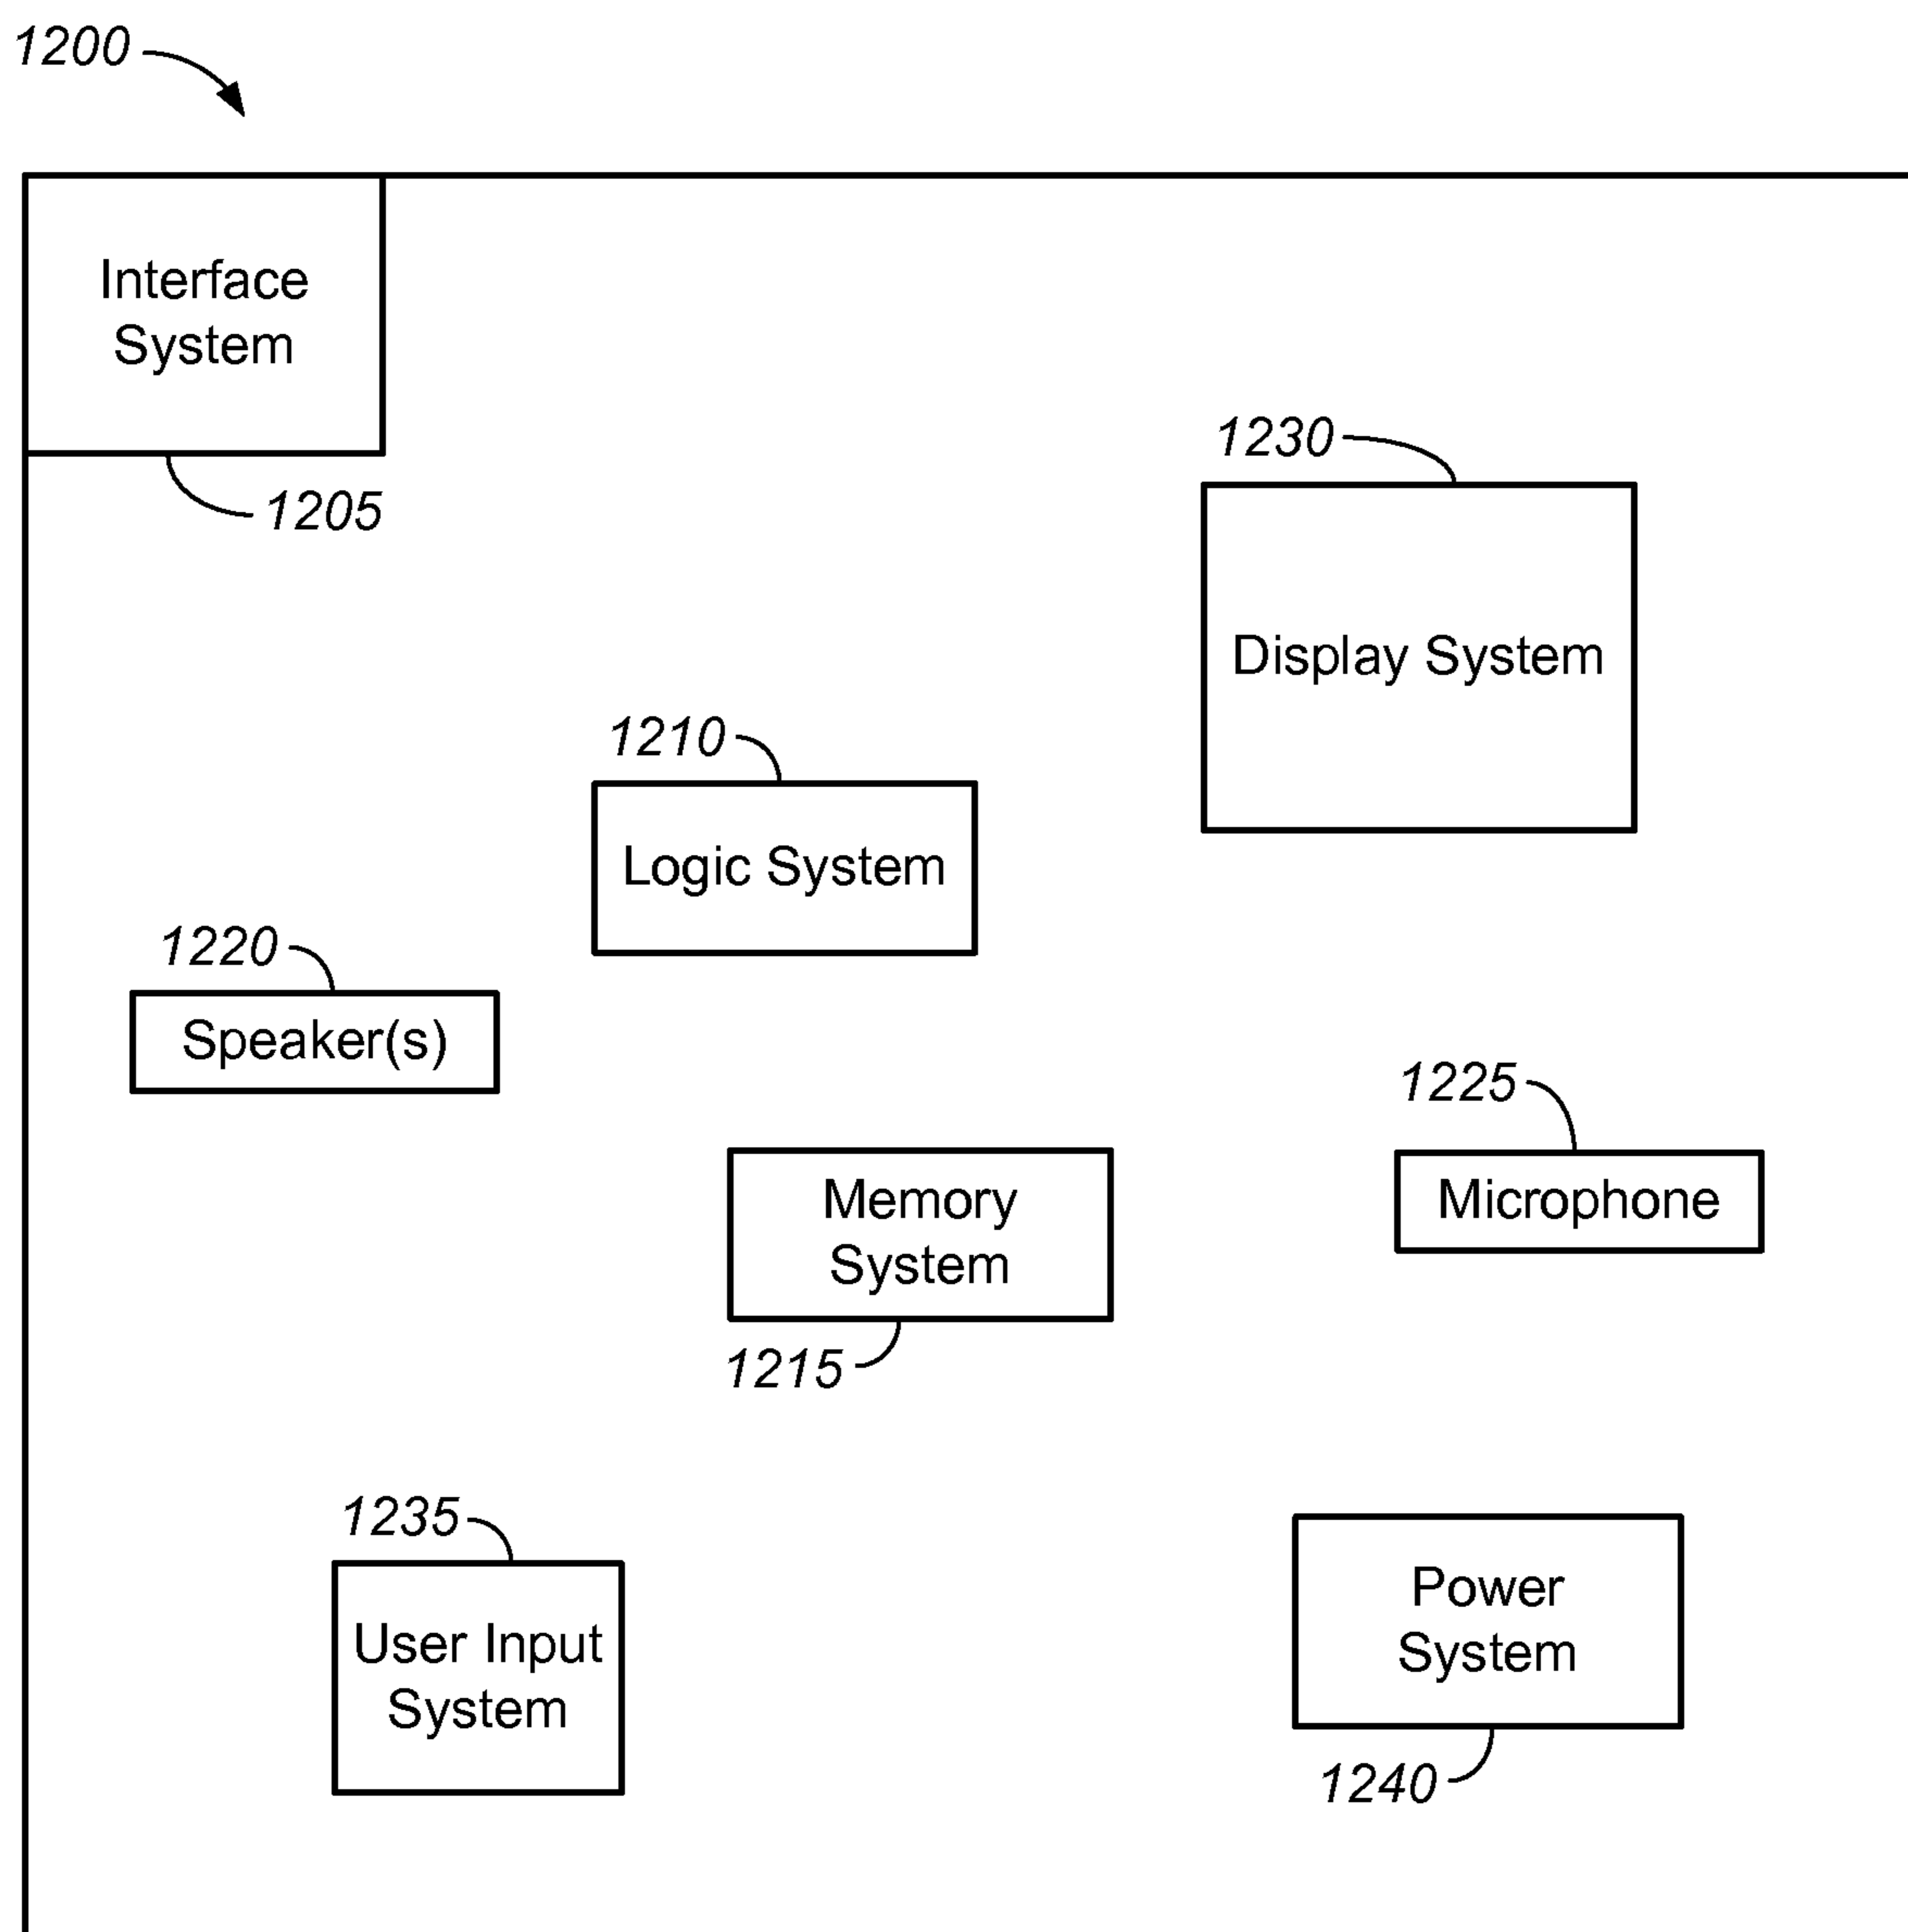 1200
Interface
System
1205
1230
Display System
1210
Logic System
1220
Speaker(s)
1225
Microphone
Memory
System
1215
1235
User Input
System
Power
System
1240